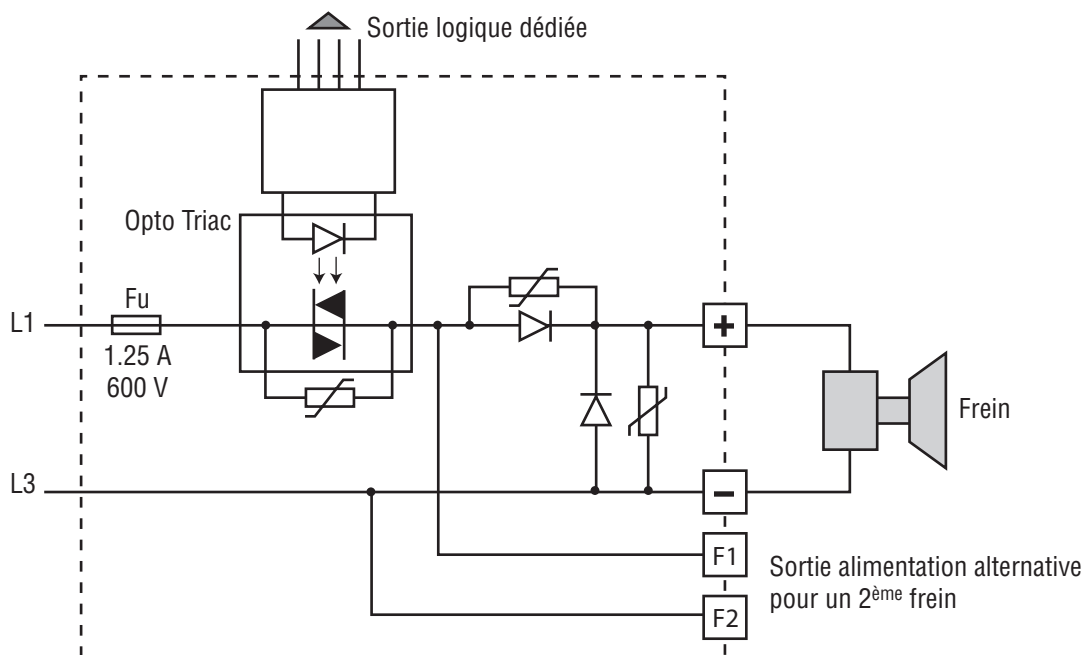 Sortie logique dédiée
Opto Triac
Fu
L1
1.25 A
600 V
+
Frein
L3
−
F1
Sortie alimentation alternative
pour un 2ème frein
F2